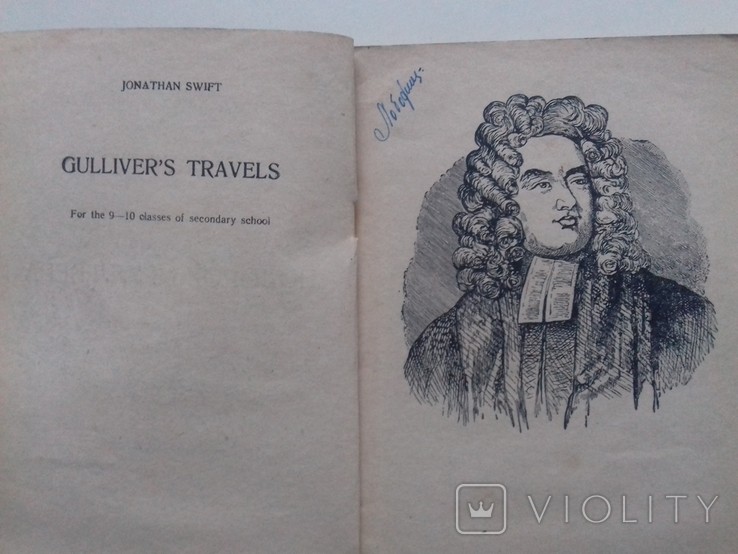 JONATHAN SWIFT
GULLIVER'S TRAVELS
For the 9—10 classes of secondary school
VIOLITY